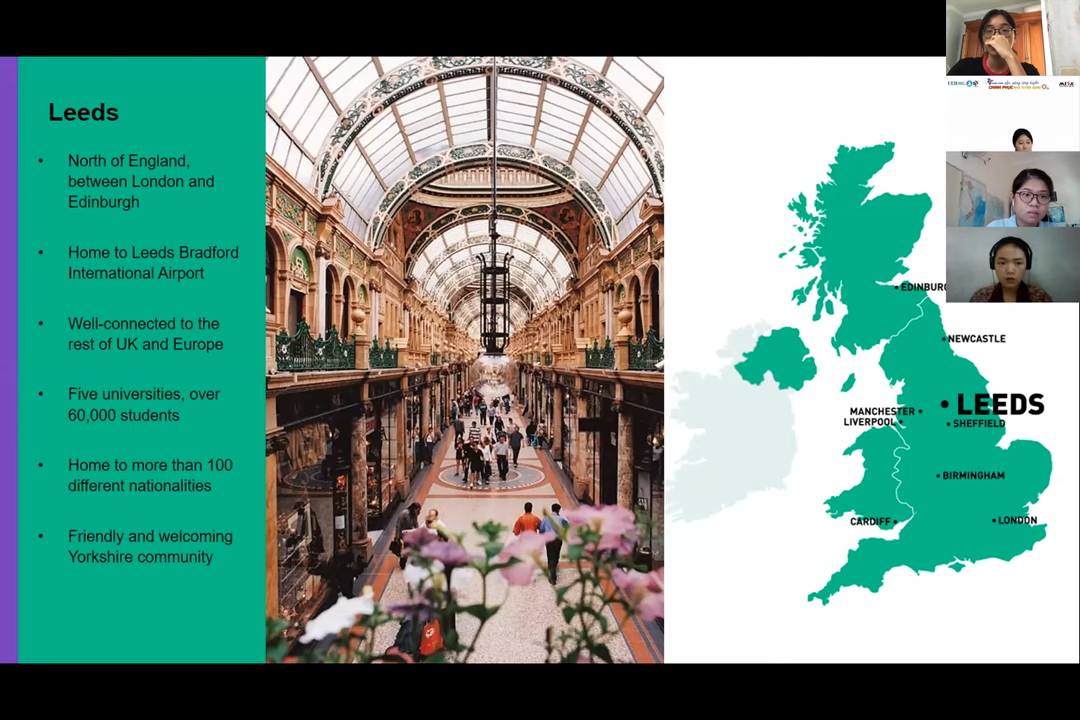 Leeds
• North of England,
between London and
Edinburgh
• Home to Leeds Bradford
International Airport
• Well-connected to the
rest of UK and Europe
• Five universities, over
60,000 students
• Home to more than 100
different nationalities
• Friendly and welcoming
Yorkshire community
EDINBURG
NEWCASTLE
LEEDS
MANCHESTER
LIVERPOOL
SHEFFIELD
BIRMINGHAM
CARDIFF
LONDON